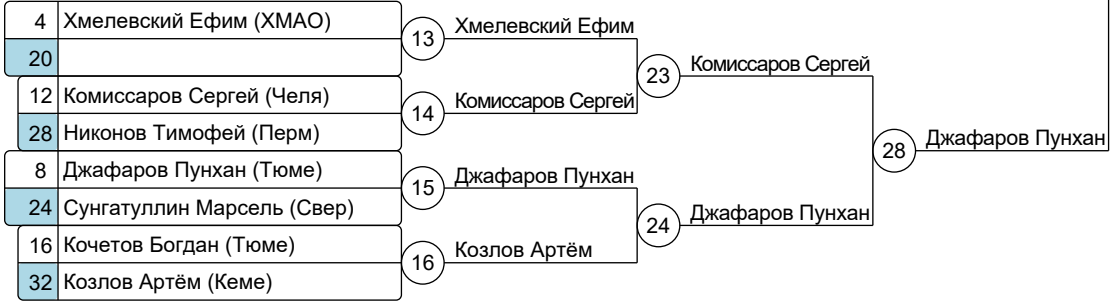 4 Хмелевский Ефим (ХМАО)
20
13 Хмелевский Ефим
12 Комиссаров Сергей (Челя)
28 Никонов Тимофей (Перм)
14 Комиссаров Сергей
23 Комиссаров Сергей
8 Джафаров Пунхан (Тюме)
24 Сунгатуллин Марсель (Свер)
15 Джафаров Пунхан
16 Кочетов Богдан (Тюме)
32 Козлов Артём (Кеме)
16 Козлов Артём
24 Джафаров Пунхан
28 Джафаров Пунхан